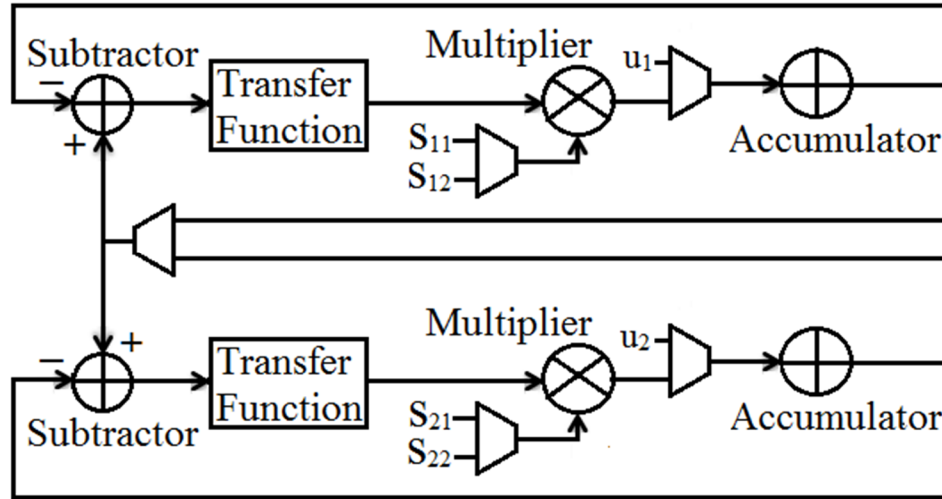 Subtractor
−
+
Transfer
Function
Multiplier
S11
S12
u1
Accumulator
+
−
Subtractor
Transfer
Function
Multiplier
S21
S22
u2
Accumulator